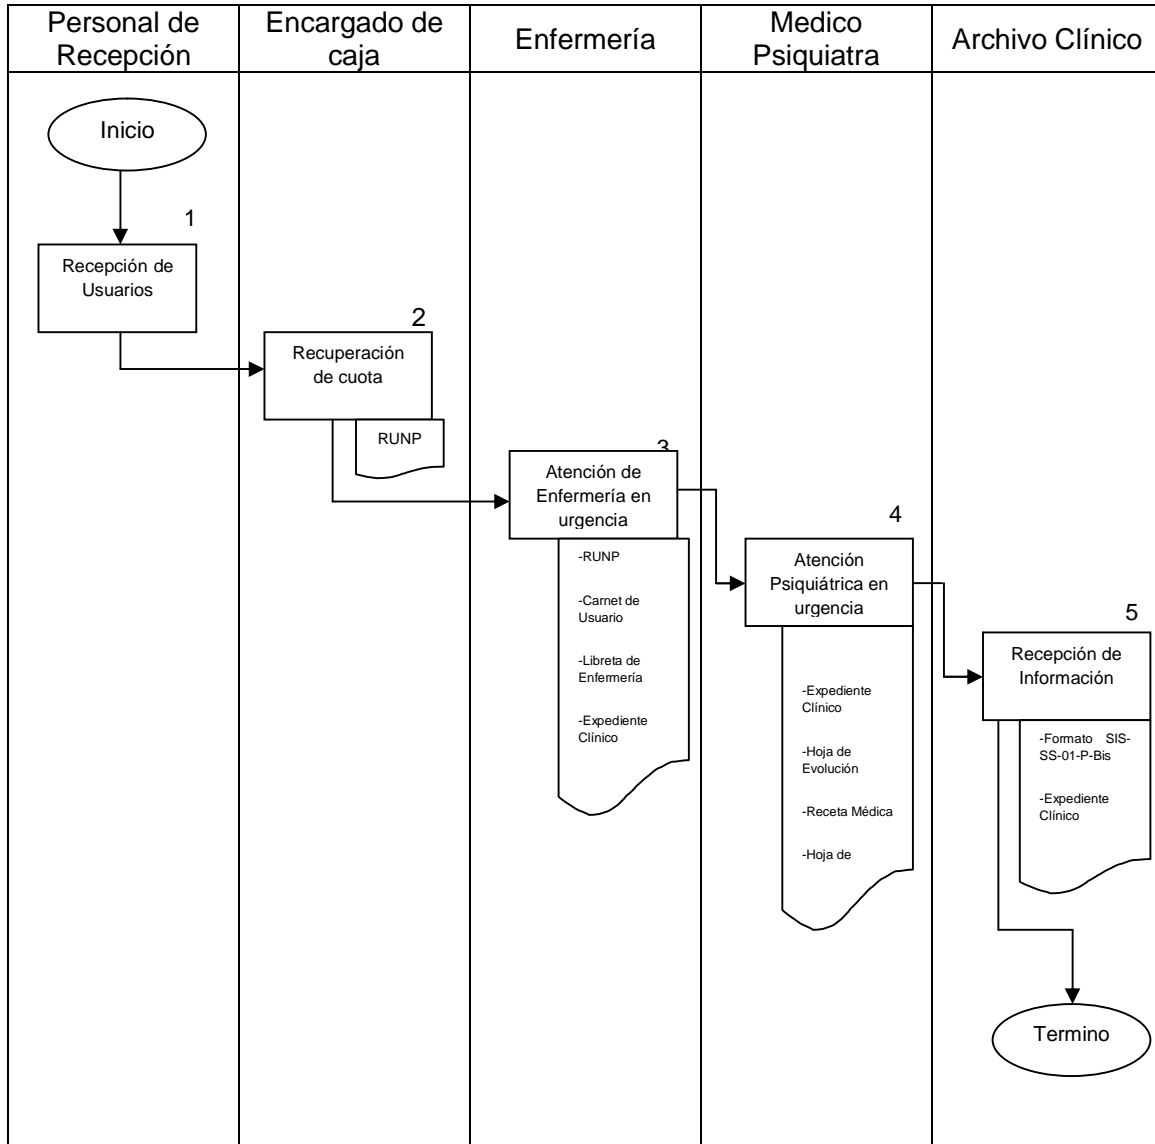 Personal de
Recepción
Encargado de
caja
Enfermería
Medico
Psiquiatra
Archivo Clínico
Inicio
1
Recepción de
Usuarios
2
Recuperación
de cuota
RUNP
3
Atención de
Enfermería en
urgencia
-RUNP
-Carnet de
Usuario
-Libreta de
Enfermería
-Expediente
Clínico
4
Atención
Psiquiátrica en
urgencia
-Expediente
Clínico
-Hoja de
Evolución
-Receta Médica
-Hoja de
5
Recepción de
Información
-Formato SIS-
SS-01-P-Bis
-Expediente
Clínico
Termino